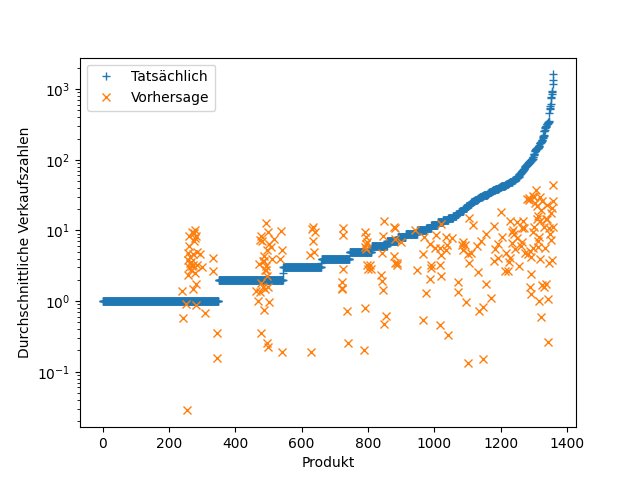 Tatsächlich
Vorhersage
Durchschnittliche Verkaufszahlen
10³
10²
10¹
10⁰
10⁻¹
0 200 400 600 800 1000 1200 1400
Produkt